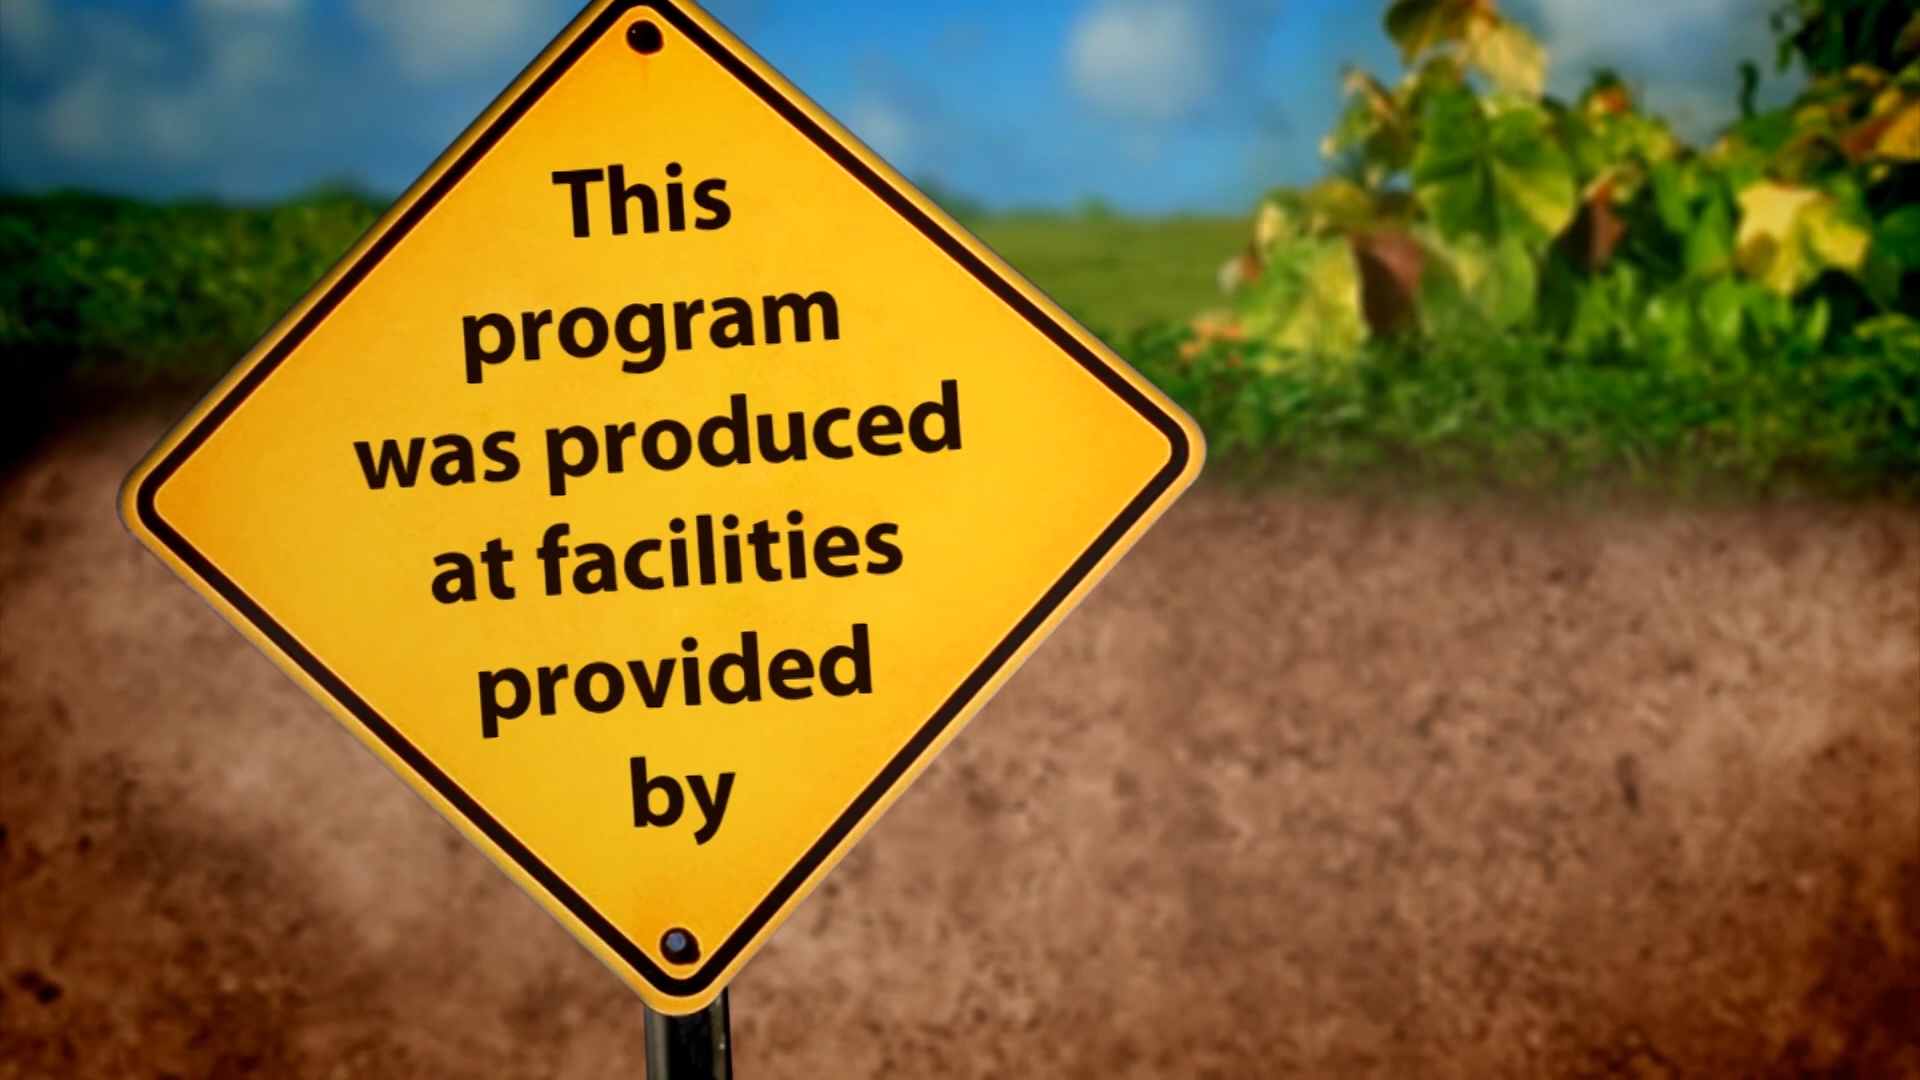 This
program
was produced
at facilities
provided
by